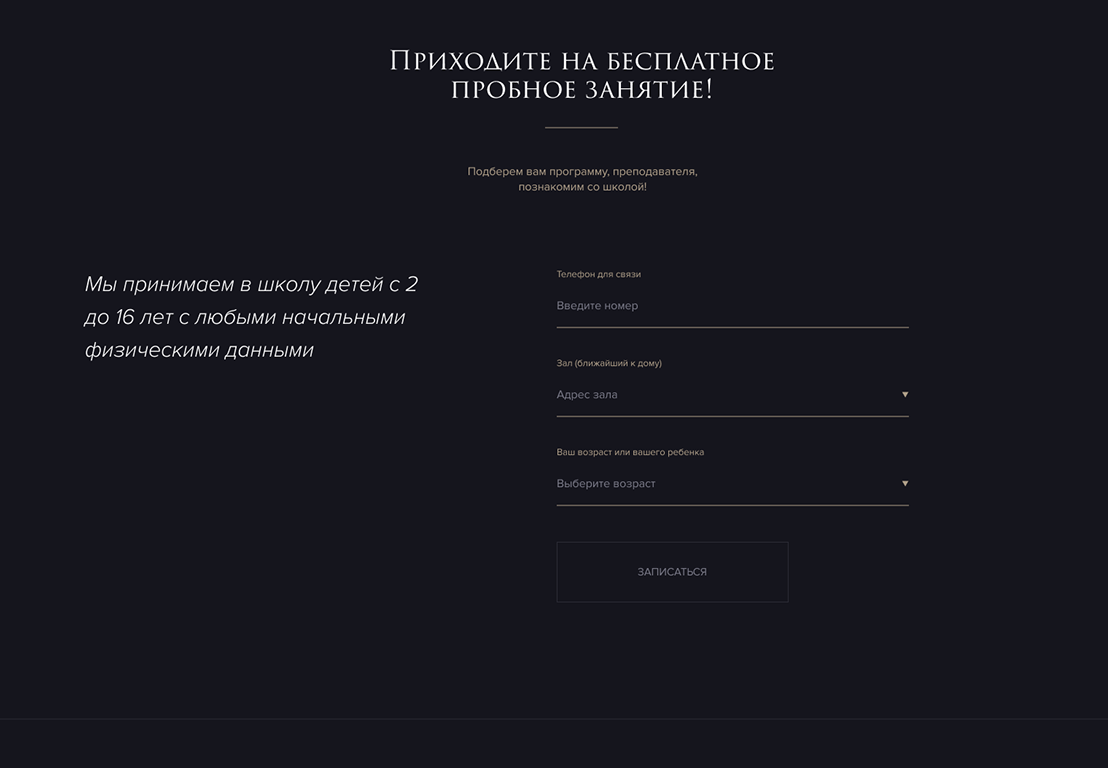 Приходите на бесплатное
пробное занятие!
Подберем вам программу, преподавателя,
познакомим со школой!
Мы принимаем в школу детей с 2
до 16 лет с любыми начальными
физическими данными
Телефон для связи
Введите номер
Зал (ближайший к дому)
Адрес зала
Ваш возраст или вашего ребенка
Выберите возраст
ЗАПИСАТЬСЯ